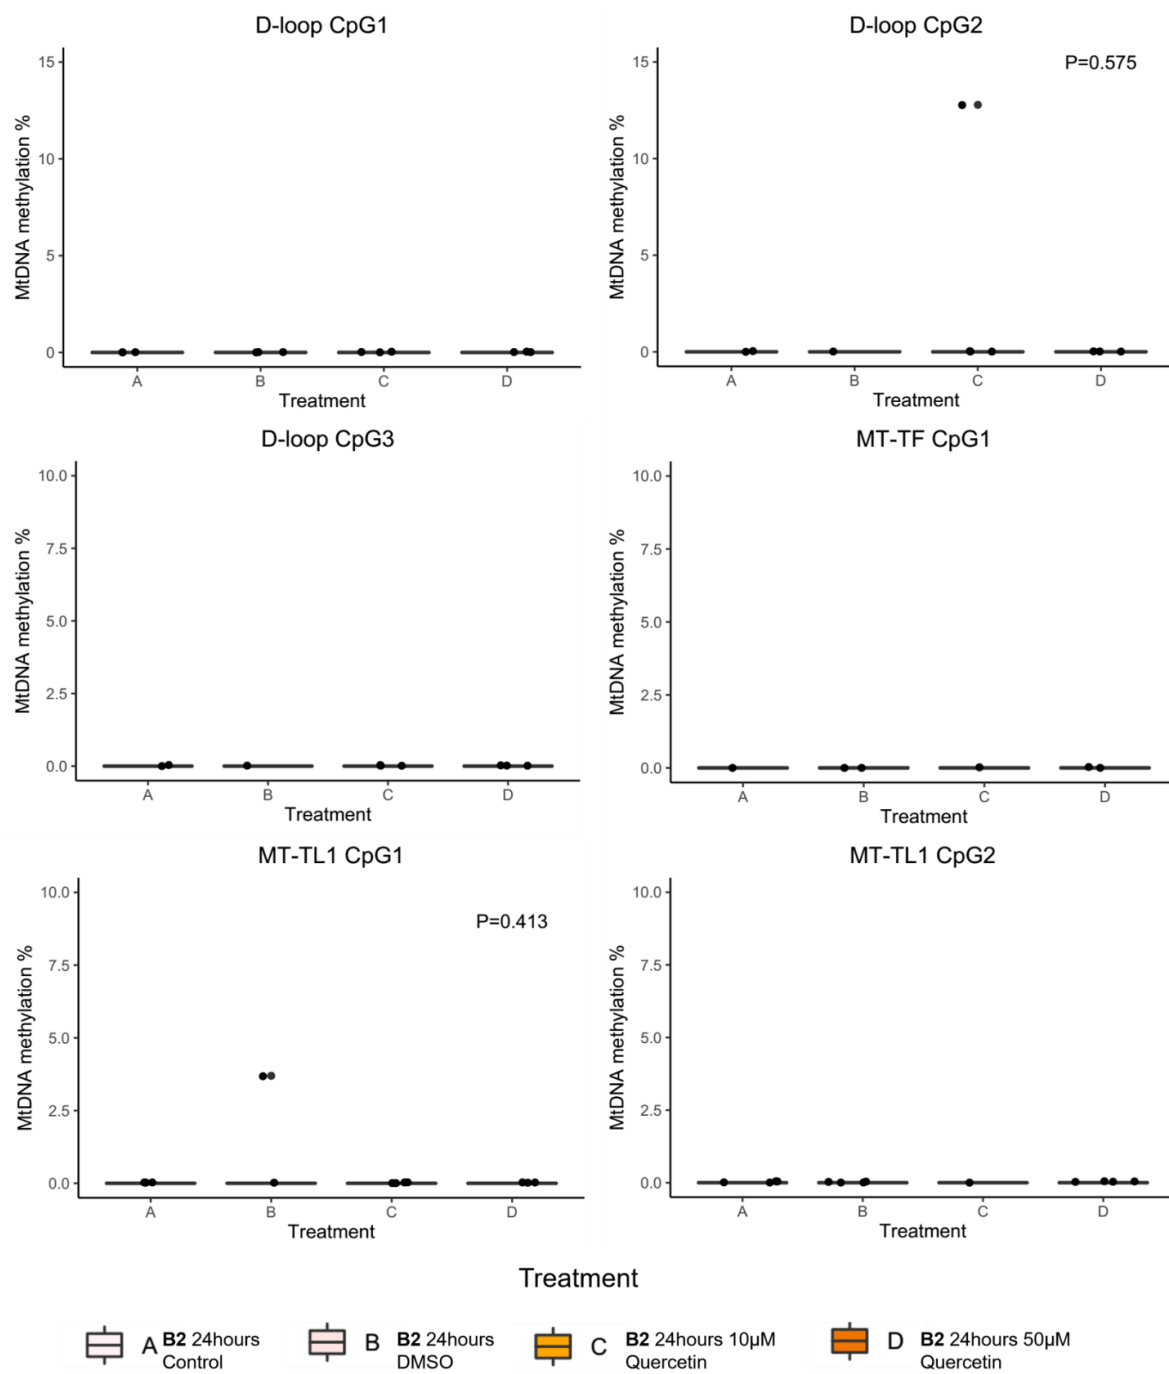 D-loop CpG1
D-loop CpG2
15
10
5
0
MtDNA methylation %
A B C D
Treatment
P=0.575
15
10
5
0
MtDNA methylation %
A B C D
Treatment
D-loop CpG3
MT-TF CpG1
10.0
7.5
5.0
2.5
0.0
MtDNA methylation %
A B C D
Treatment
10.0
7.5
5.0
2.5
0.0
MtDNA methylation %
A B C D
Treatment
MT-TL1 CpG1
MT-TL1 CpG2
10.0
7.5
5.0
2.5
0.0
MtDNA methylation %
P=0.413
A B C D
Treatment
10.0
7.5
5.0
2.5
0.0
MtDNA methylation %
A B C D
Treatment
Treatment
A B2 24hours
Control
B B2 24hours
DMSO
C B2 24hours 10µM
Quercetin
D B2 24hours 50µM
Quercetin